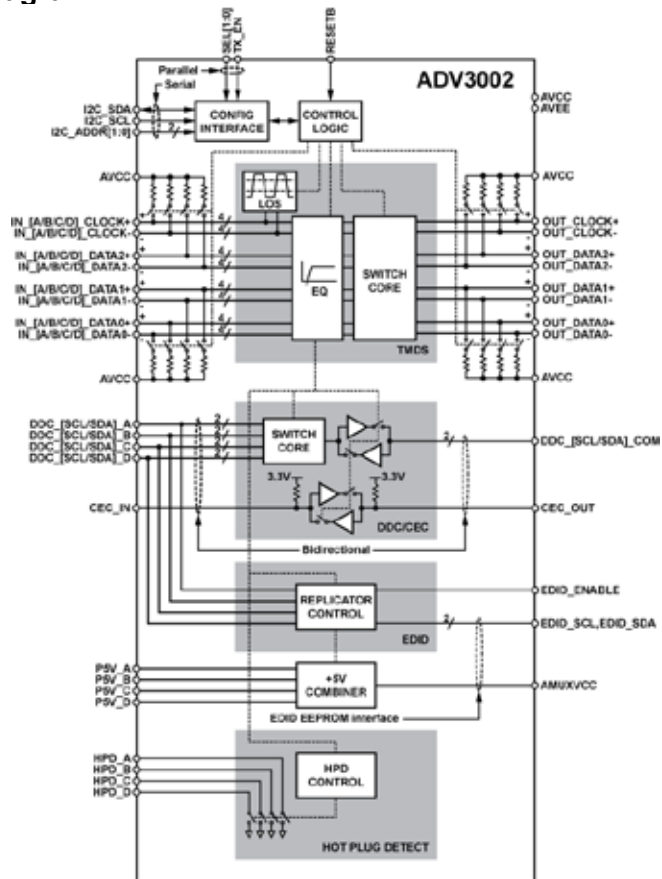 SEL[1:0]
TX_EN
RESETB
Parallel
Serial
ADV3002
AVCC
AVEE
I2C_SDA
I2C_SCL
I2C_ADDR[1:0]
2
CONFIG
INTERFACE
CONTROL
LOGIC
AVCC
AVCC
LOS
IN_[A/B/C/D]_CLOCK+
IN_[A/B/C/D]_CLOCK-
IN_[A/B/C/D]_DATA2+
IN_[A/B/C/D]_DATA2-
IN_[A/B/C/D]_DATA1+
IN_[A/B/C/D]_DATA1-
IN_[A/B/C/D]_DATA0+
IN_[A/B/C/D]_DATA0-
EQ
SWITCH
CORE
OUT_CLOCK+
OUT_CLOCK-
OUT_DATA2+
OUT_DATA2-
OUT_DATA1+
OUT_DATA1-
OUT_DATA0+
OUT_DATA0-
TMDS
AVCC
AVCC
DDC_[SCL/SDA]_A
DDC_[SCL/SDA]_B
DDC_[SCL/SDA]_C
DDC_[SCL/SDA]_D
SWITCH
CORE
2
DDC_[SCL/SDA]_COM
3.3V
3.3V
CEC_IN
CEC_OUT
DDC/CEC
Bidirectional
REPLICATOR
CONTROL
EDID_ENABLE
2
EDID_SCL,EDID_SDA
EDID
P5V_A
P5V_B
P5V_C
P5V_D
+5V
COMBINER
AMUXVCC
EDID EEPROM interface
HPD_A
HPD_B
HPD_C
HPD_D
HPD
CONTROL
HOT PLUG DETECT